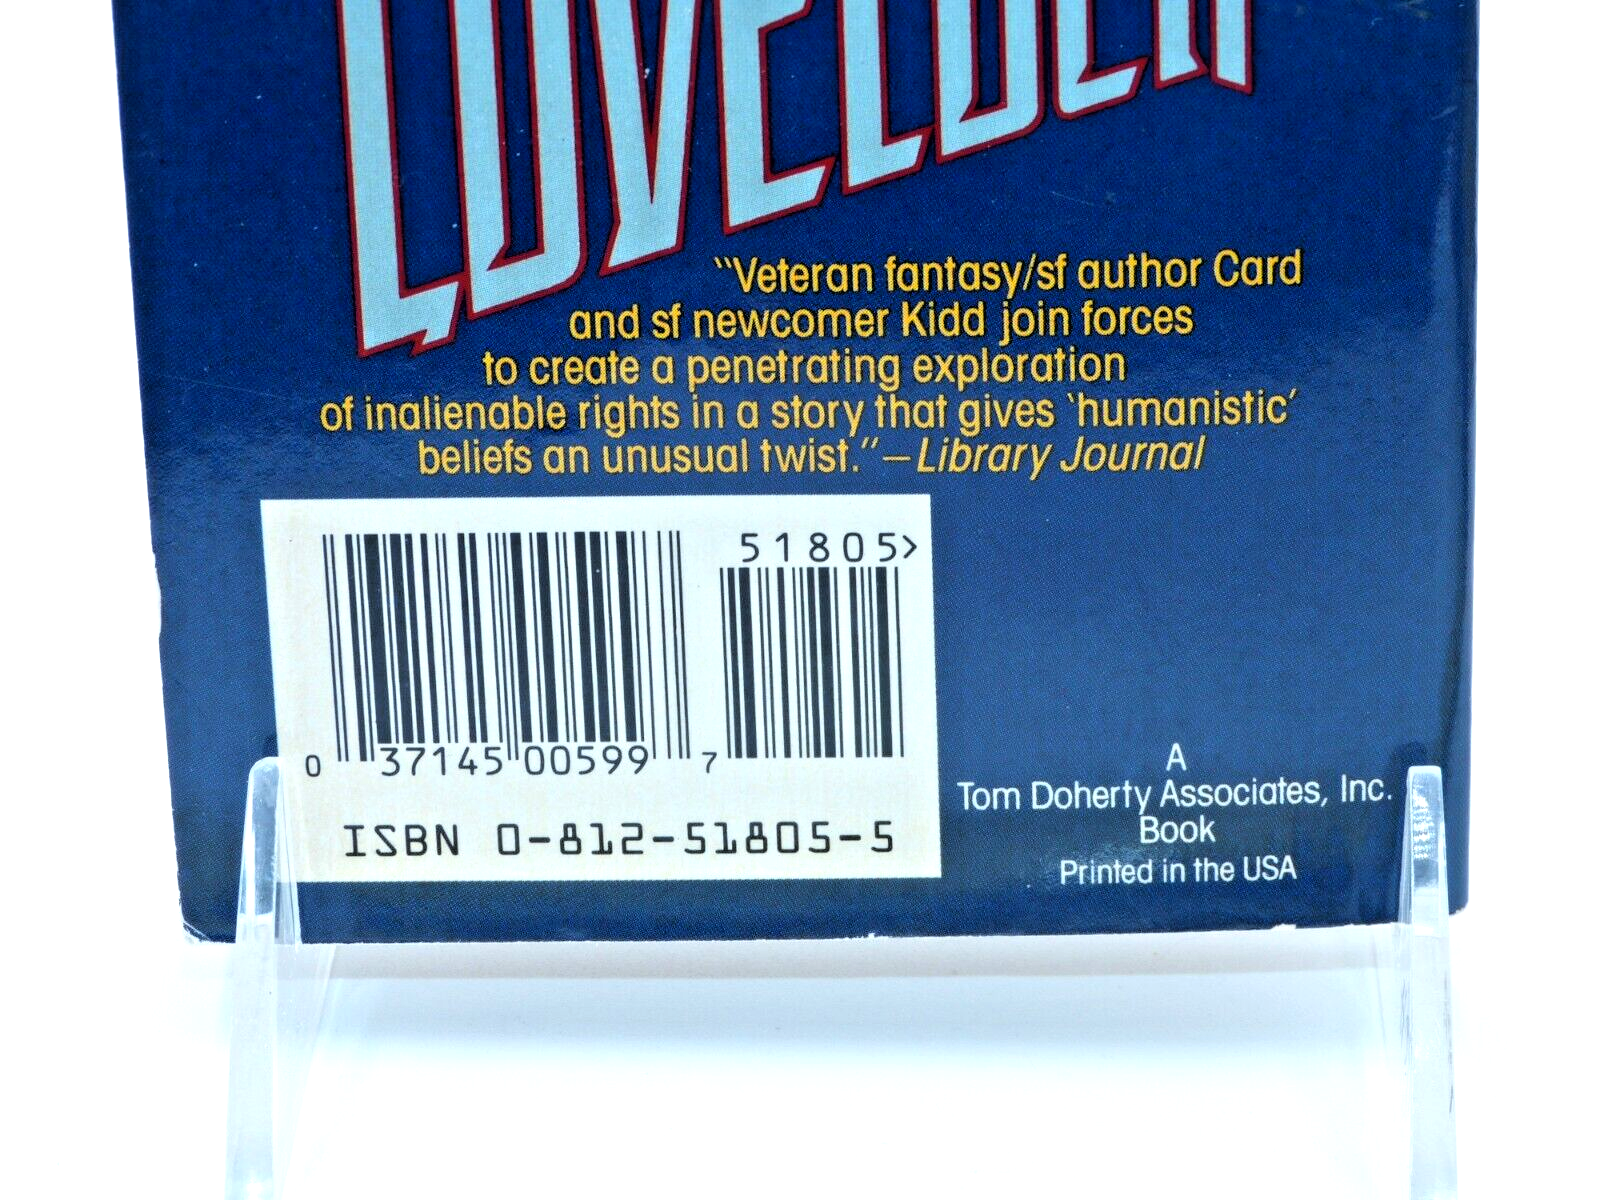 LOVELOCK
"Veteran fantasy/sf author Card
and sf newcomer Kidd join forces
to create a penetrating exploration
of inalienable rights in a story that gives 'humanistic'
beliefs an unusual twist."—Library Journal
51805>
0 37145 00599 7
ISBN 0-812-51805-5
A
Tom Doherty Associates, Inc.
Book
Printed in the USA